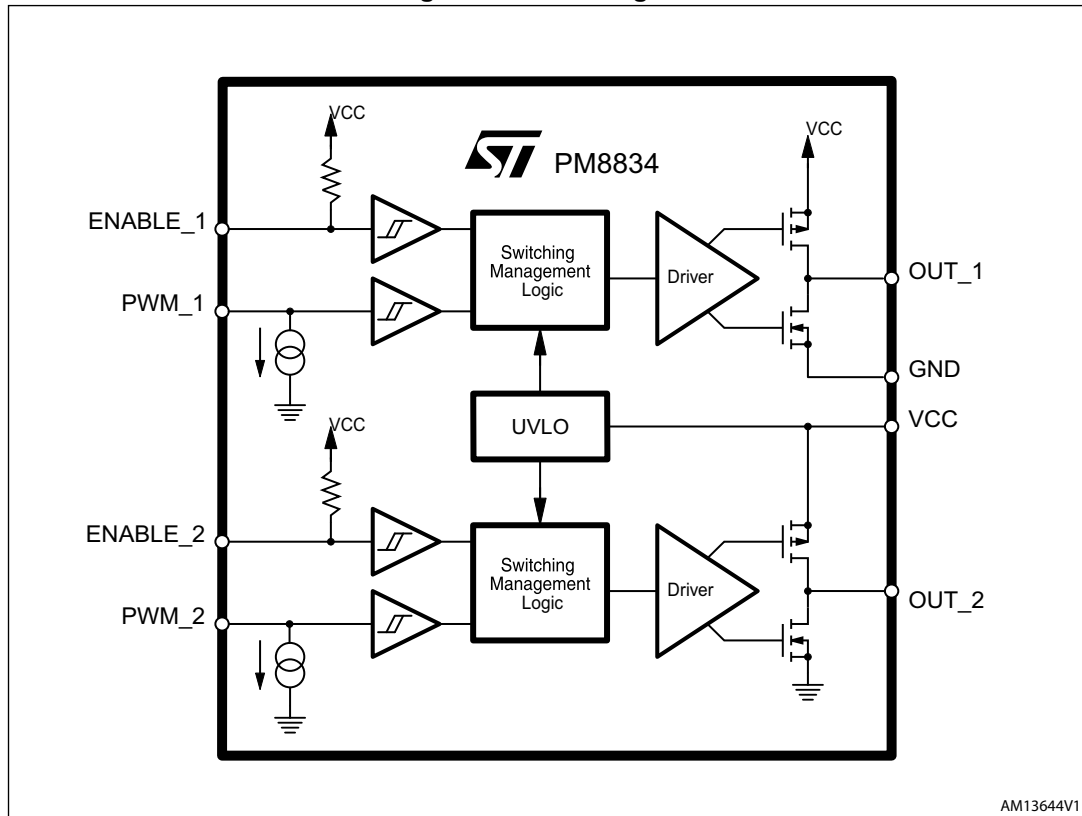 VCC
VCC
ST PM8834
ENABLE_1
Switching
Management
Logic
Driver
OUT_1
PWM_1
GND
VCC
UVLO
VCC
ENABLE_2
Switching
Management
Logic
Driver
OUT_2
PWM_2
AM13644V1